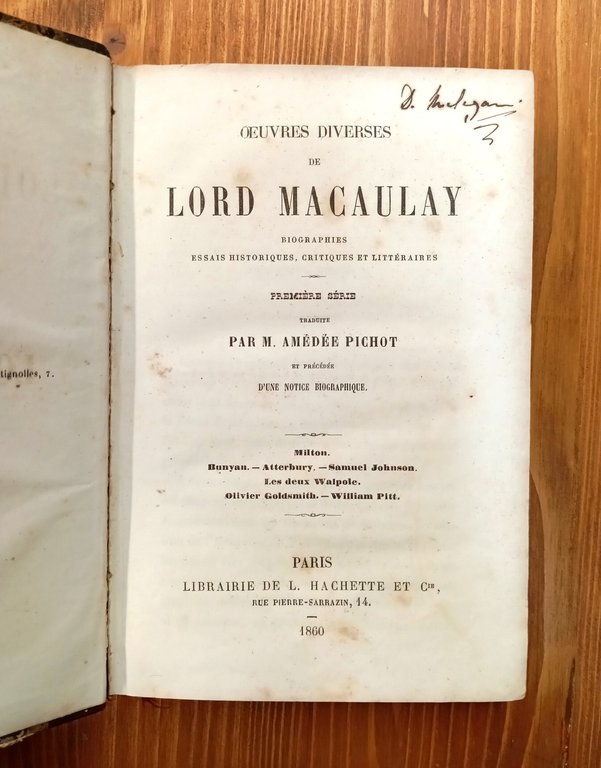 tignolles, 7.
D. Melegari
ŒUVRES DIVERSES
DE
LORD MACAULAY
BIOGRAPHIES
ESSAIS HISTORIQUES, CRITIQUES ET LITTÉRAIRES
PREMIÈRE SÉRIE
TRADUITE
PAR M. AMÉDÉE PICHOT
ET PRÉCÉDÉE
D'UNE NOTICE BIOGRAPHIQUE.
Milton.
Bunyan. — Atterbury. — Samuel Johnson.
Les deux Walpole.
Olivier Goldsmith. — William Pitt.
PARIS
LIBRAIRIE DE L. HACHETTE ET Cie,
RUE PIERRE-SARRAZIN, 14.
1860